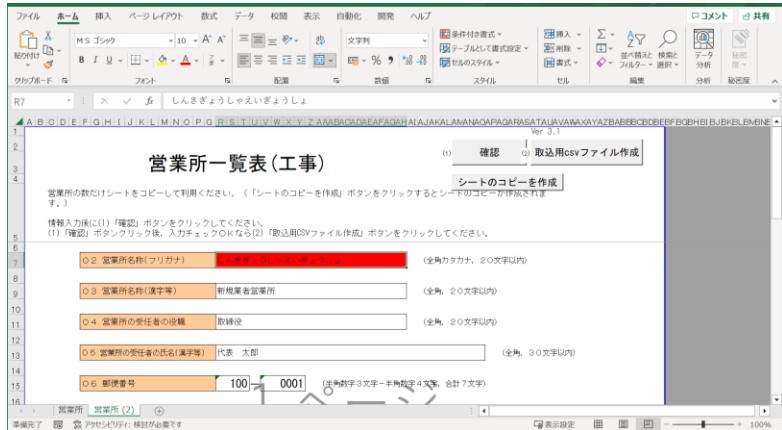 ファイル ホーム 挿入 ページ レイアウト 数式 データ 校閲 表示 自動化 開発 ヘルプ コメント 共有
貼り付け
MS ゴシック 10
文字列
条件付き書式
テーブルとして書式設定
セルのスタイル
挿入
削除
書式
並べ替えと フィルター 検索と 選択
データ 分析
秘密 度
クリップボード フォント 配置 数値 スタイル セル 編集 分析 秘密度
R7 fx しんきぎょうしゃえいぎょうしょ
Ver 3.1
営業所一覧表(工事)
(1) 確認 (2) 取込用csvファイル作成
シートのコピーを作成
営業所の数だけシートをコピーして利用ください。(「シートのコピーを作成」ボタンをクリックするとシートのコピーが作成されま
す。)
情報入力後に(1)「確認」ボタンをクリックしてください。
(1)「確認」ボタンクリック後、入力チェックOKなら(2)「取込用CSVファイル作成」ボタンをクリックしてください。
02 営業所名称(フリガナ) しんきぎょうしゃえいぎょうしょ (全角カタカナ、20文字以内)
03 営業所名称(漢字等) 新規業者営業所 (全角、20文字以内)
04 営業所の受任者の役職 取締役 (全角、20文字以内)
05 営業所の受任者の氏名(漢字等) 代表 太郎 (全角、30文字以内)
06 郵便番号 100 - 0001 (半角数字3文字-半角数字4文字、合計7文字)
1ページ
営業所 営業所 (2)
準備完了 アクセシビリティ: 検討が必要です 表示設定 100%